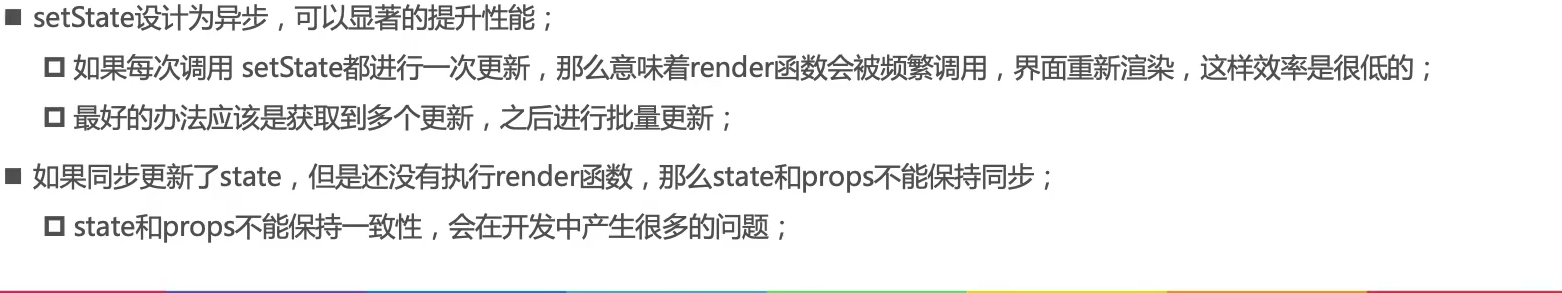 setState设计为异步，可以显著的提升性能；
如果每次调用 setState都进行一次更新，那么意味着render函数会被频繁调用，界面重新渲染，这样效率是很低的；
最好的办法应该是获取到多个更新，之后进行批量更新；
如果同步更新了state，但是还没有执行render函数，那么state和props不能保持同步；
state和props不能保持一致性，会在开发中产生很多的问题；